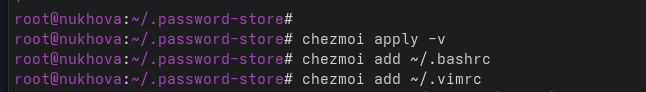 root@nukhova:~/.password-store#
root@nukhova:~/.password-store# chezmoi apply -v
root@nukhova:~/.password-store# chezmoi add ~/.bashrc
root@nukhova:~/.password-store# chezmoi add ~/.vimrc